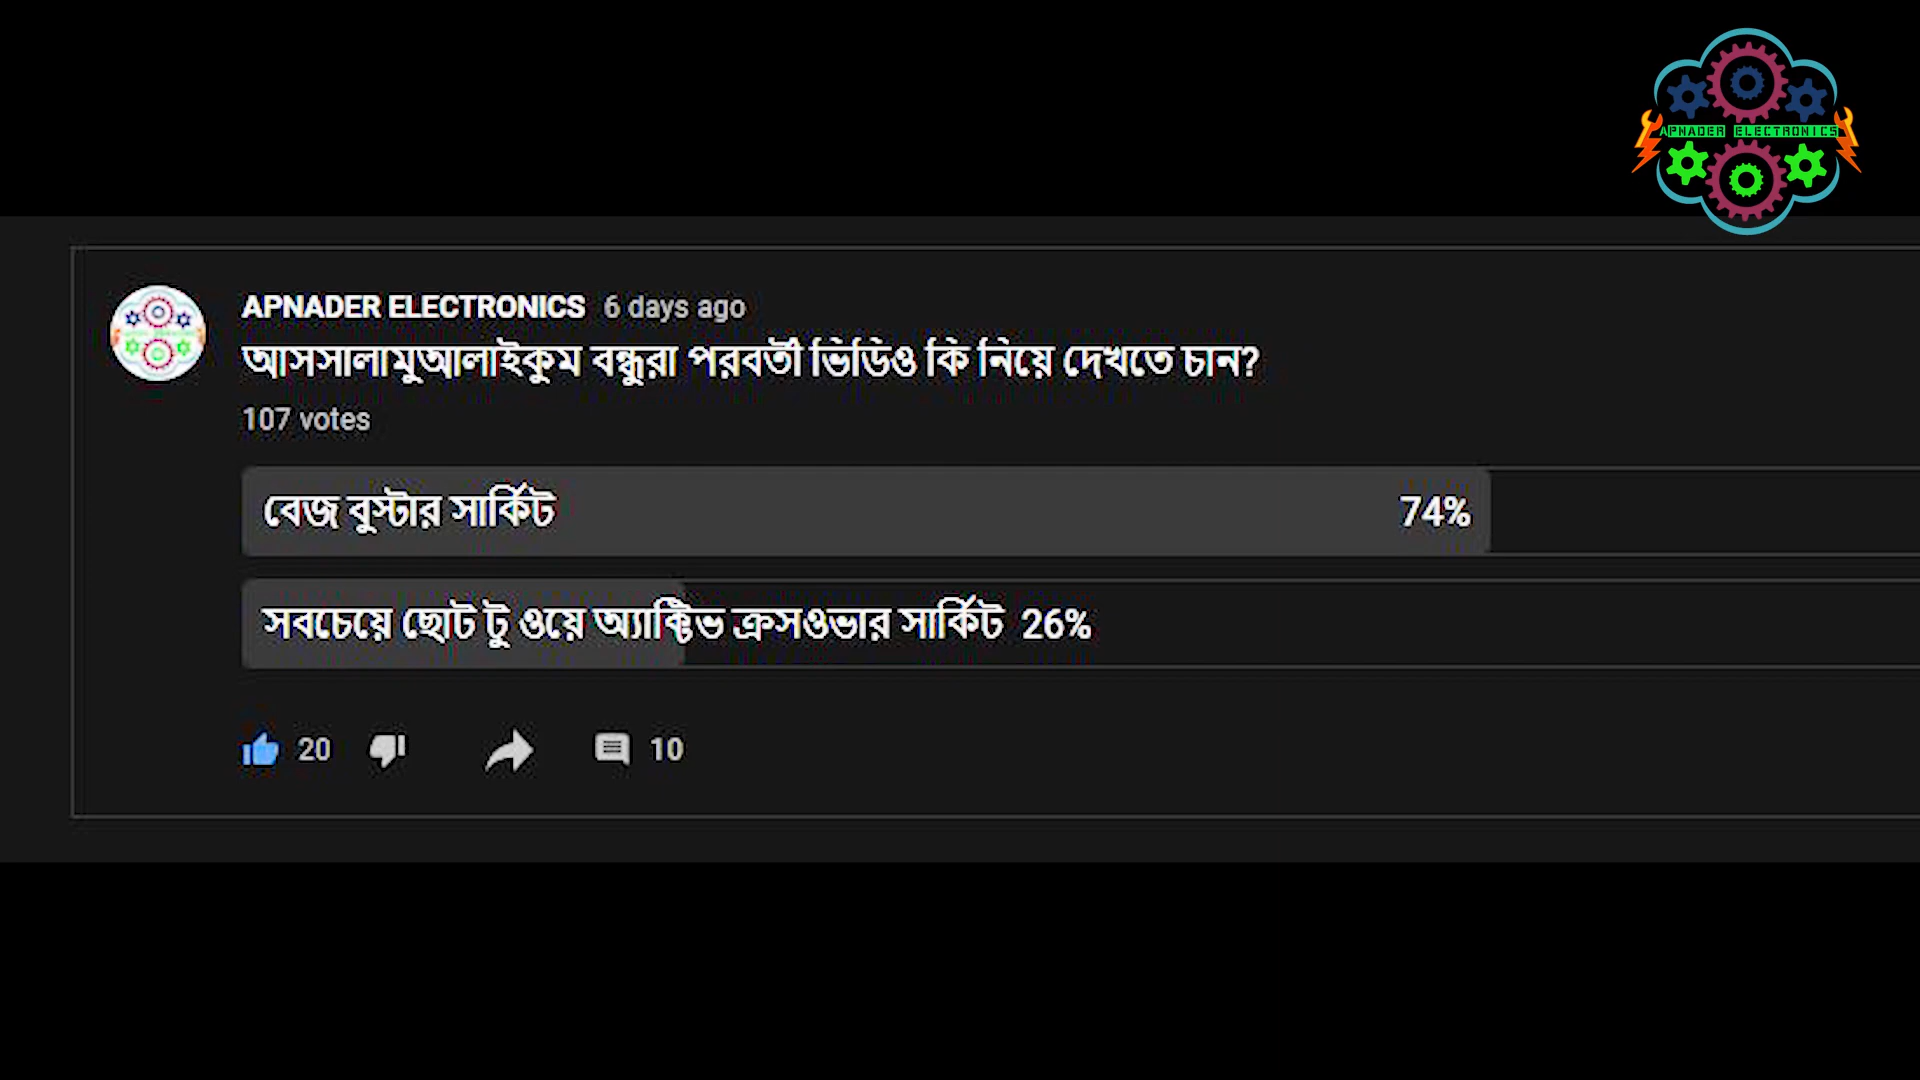 APNADER ELECTRONICS
APNADER ELECTRONICS 6 days ago
আসসালামুআলাইকুম বন্ধুরা পরবর্তী ভিডিও কি নিয়ে দেখতে চান?
107 votes
বেজ বুস্টার সার্কিট 74%
সবচেয়ে ছোট টু ওয়ে অ্যাক্টিভ ক্রসওভার সার্কিট 26%
20 10